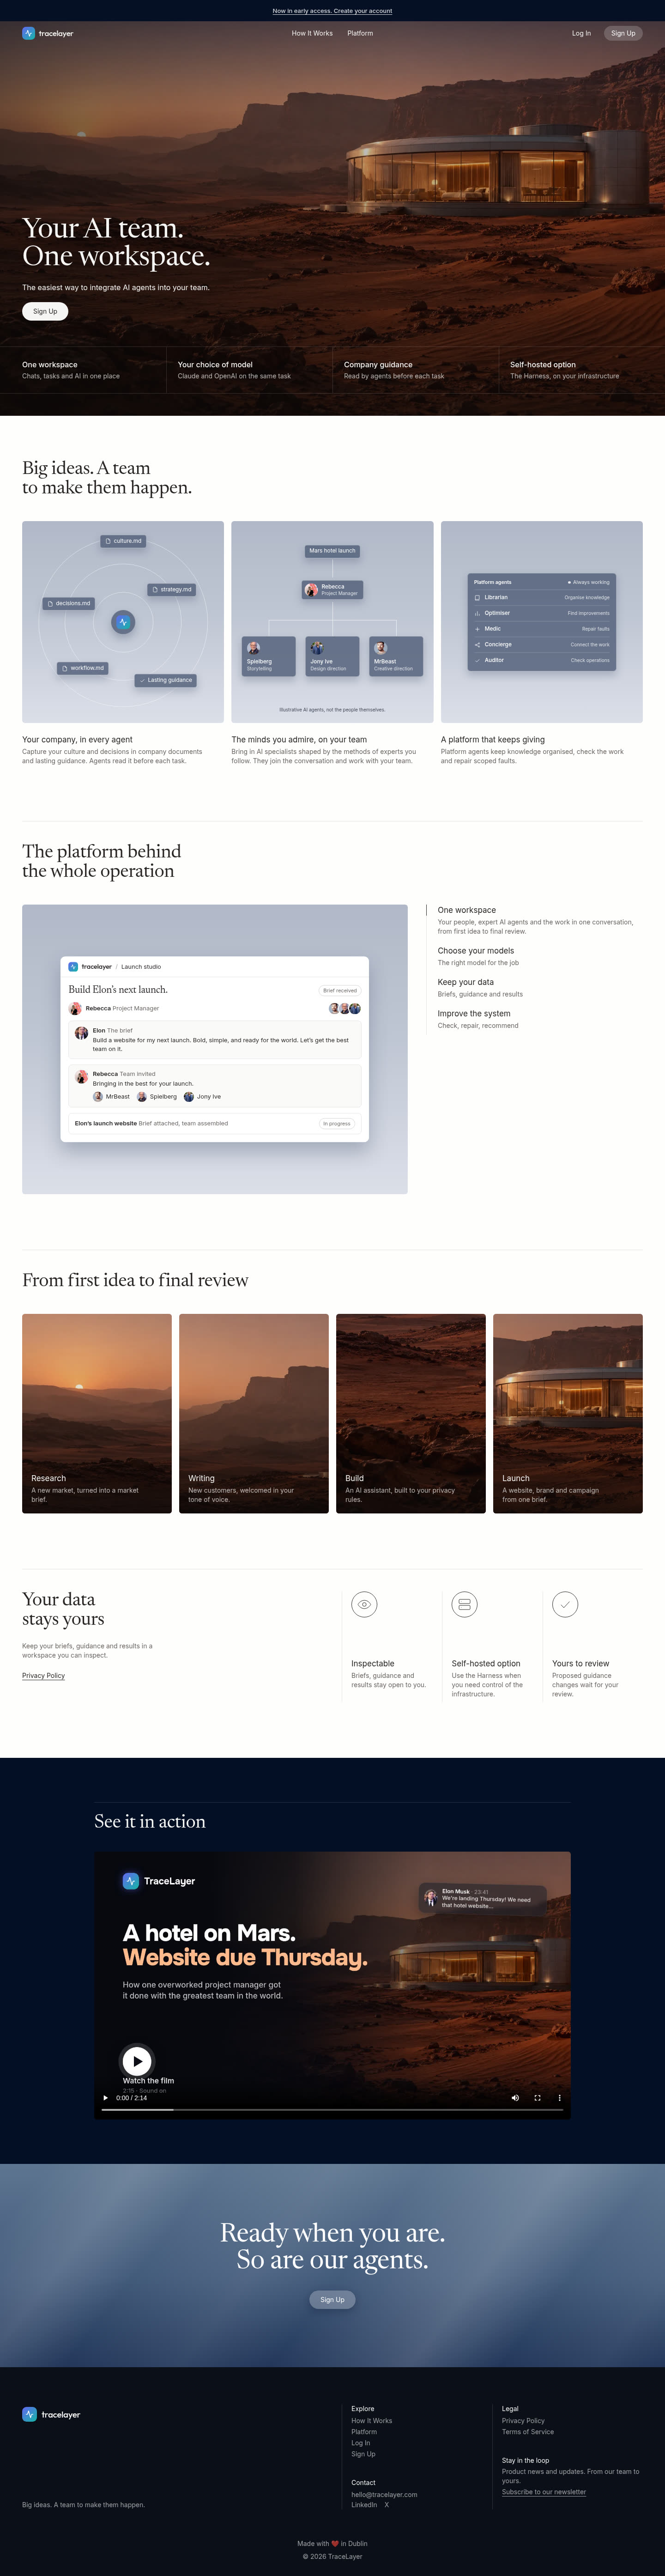 Now in early access. Create your account
tracelayer
How It Works
Platform
Log In
Sign Up
Your AI team.
One workspace.
The easiest way to integrate AI agents into your team.
Sign Up
One workspace
Chats, tasks and AI in one place
Your choice of model
Claude and OpenAI on the same task
Company guidance
Read by agents before each task
Self-hosted option
The Harness, on your infrastructure
Big ideas. A team
to make them happen.
culture.md
strategy.md
decisions.md
workflow.md
Lasting guidance
Mars hotel launch
Rebecca
Project Manager
Spielberg
Storytelling
Jony Ive
Design direction
MrBeast
Creative direction
Illustrative AI agents, not the people themselves.
Platform agents
Always working
Librarian
Organise knowledge
Optimiser
Find improvements
Medic
Repair faults
Concierge
Connect the work
Auditor
Check operations
Your company, in every agent
Capture your culture and decisions in company documents
and lasting guidance. Agents read it before each task.
The minds you admire, on your team
Bring in AI specialists shaped by the methods of experts you
follow. They join the conversation and work with your team.
A platform that keeps giving
Platform agents keep knowledge organised, check the work
and repair scoped faults.
The platform behind
the whole operation
tracelayer / Launch studio
Build Elon's next launch.
Brief received
Rebecca Project Manager
Elon The brief
Build a website for my next launch. Bold, simple, and ready for the world. Let's get the best
team on it.
Rebecca Team invited
Bringing in the best for your launch.
MrBeast
Spielberg
Jony Ive
Elon's launch website Brief attached, team assembled
In progress
One workspace
Your people, expert AI agents and the work in one conversation,
from first idea to final review.
Choose your models
The right model for the job
Keep your data
Briefs, guidance and results
Improve the system
Check, repair, recommend
From first idea to final review
Research
A new market, turned into a market
brief.
Writing
New customers, welcomed in your
tone of voice.
Build
An AI assistant, built to your privacy
rules.
Launch
A website, brand and campaign
from one brief.
Your data
stays yours
Keep your briefs, guidance and results in a
workspace you can inspect.
Privacy Policy
Inspectable
Briefs, guidance and
results stay open to you.
Self-hosted option
Use the Harness when
you need control of the
infrastructure.
Yours to review
Proposed guidance
changes wait for your
review.
See it in action
TraceLayer
Elon Musk · 23:41
We're landing Thursday! We need
that hotel website...
A hotel on Mars.
Website due Thursday.
How one overworked project manager got
it done with the greatest team in the world.
Watch the film
2:15 · Sound on
0:00 / 2:14
Ready when you are.
So are our agents.
Sign Up
tracelayer
Big ideas. A team to make them happen.
Explore
How It Works
Platform
Log In
Sign Up
Contact
hello@tracelayer.com
LinkedIn
X
Legal
Privacy Policy
Terms of Service
Stay in the loop
Product news and updates. From our team to
yours.
Subscribe to our newsletter
Made with ❤️ in Dublin
© 2026 TraceLayer